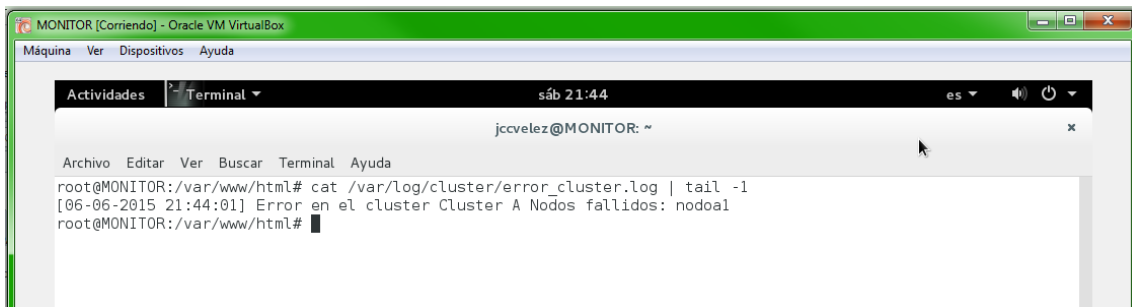 MONITOR [Corriendo] - Oracle VM VirtualBox
Máquina Ver Dispositivos Ayuda
Actividades Terminal sáb 21:44 es
jccvelez@MONITOR: ~
Archivo Editar Ver Buscar Terminal Ayuda
root@MONITOR:/var/www/html# cat /var/log/cluster/error_cluster.log | tail -1
[06-06-2015 21:44:01] Error en el cluster Cluster A Nodos fallidos: nodoa1
root@MONITOR:/var/www/html#